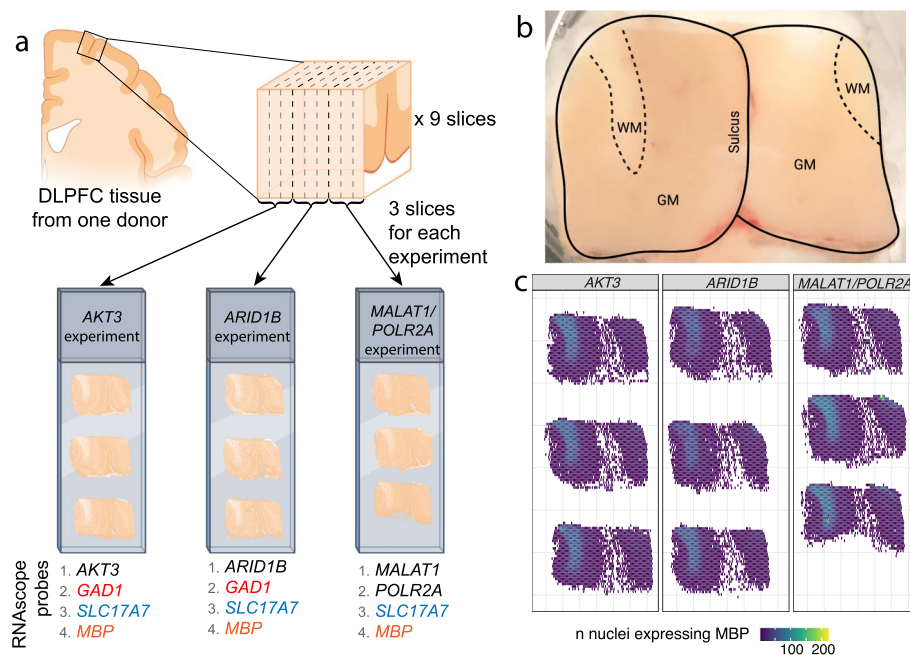 a
DLPFC tissue
from one donor
x 9 slices
3 slices
for each
experiment
AKT3
experiment
ARID1B
experiment
MALAT1/
POLR2A
experiment
RNAscope
probes
1. AKT3
2. GAD1
3. SLC17A7
4. MBP
1. ARID1B
2. GAD1
3. SLC17A7
4. MBP
1. MALAT1
2. POLR2A
3. SLC17A7
4. MBP
b
WM
GM
Sulcus
WM
GM
c
AKT3
ARID1B
MALAT1/POLR2A
n nuclei expressing MBP
100 200